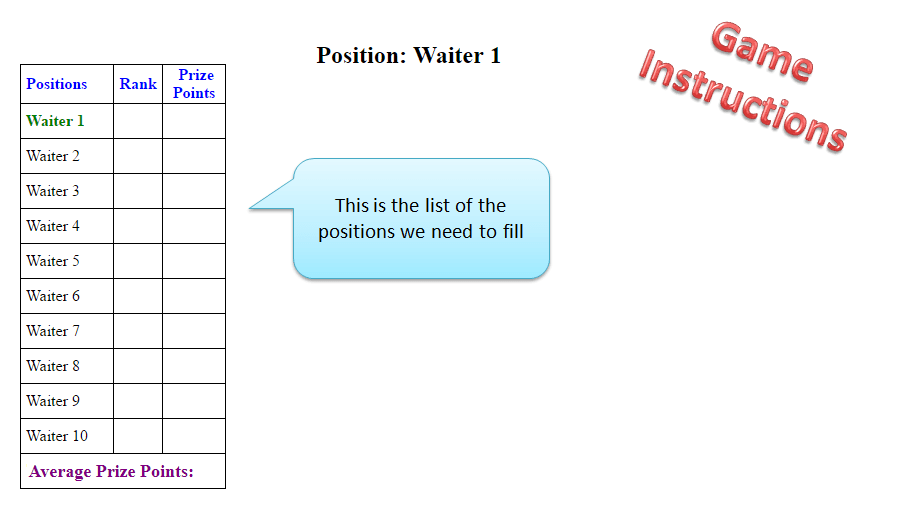 Position: Waiter 1
Game
Instructions
Positions Rank Prize Points
Waiter 1
Waiter 2
Waiter 3
Waiter 4
Waiter 5
Waiter 6
Waiter 7
Waiter 8
Waiter 9
Waiter 10
Average Prize Points:
This is the list of the
positions we need to fill